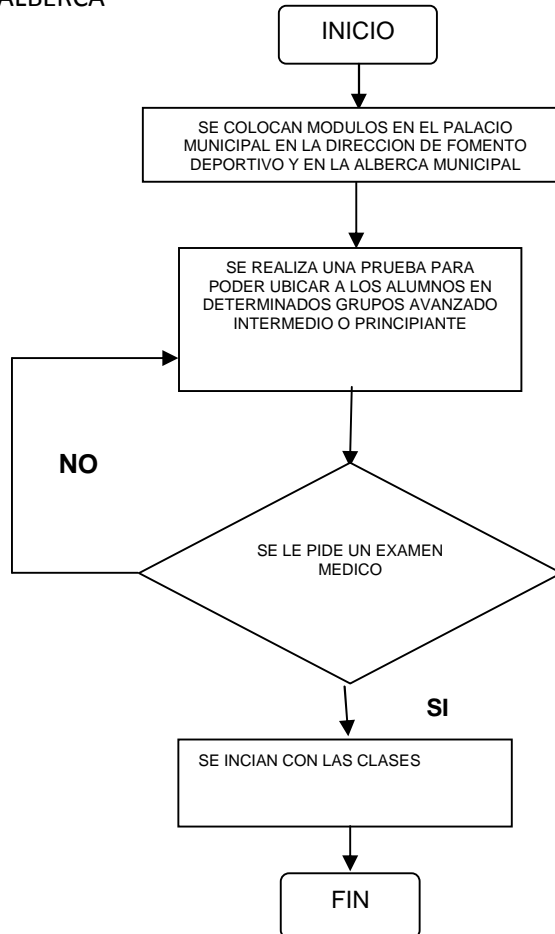 ALBERCA
INICIO
SE COLOCAN MODULOS EN EL PALACIO
MUNICIPAL EN LA DIRECCION DE FOMENTO
DEPORTIVO Y EN LA ALBERCA MUNICIPAL
SE REALIZA UNA PRUEBA PARA
PODER UBICAR A LOS ALUMNOS EN
DETERMINADOS GRUPOS AVANZADO
INTERMEDIO O PRINCIPIANTE
NO
SE LE PIDE UN EXAMEN
MEDICO
SI
SE INCIAN CON LAS CLASES
FIN